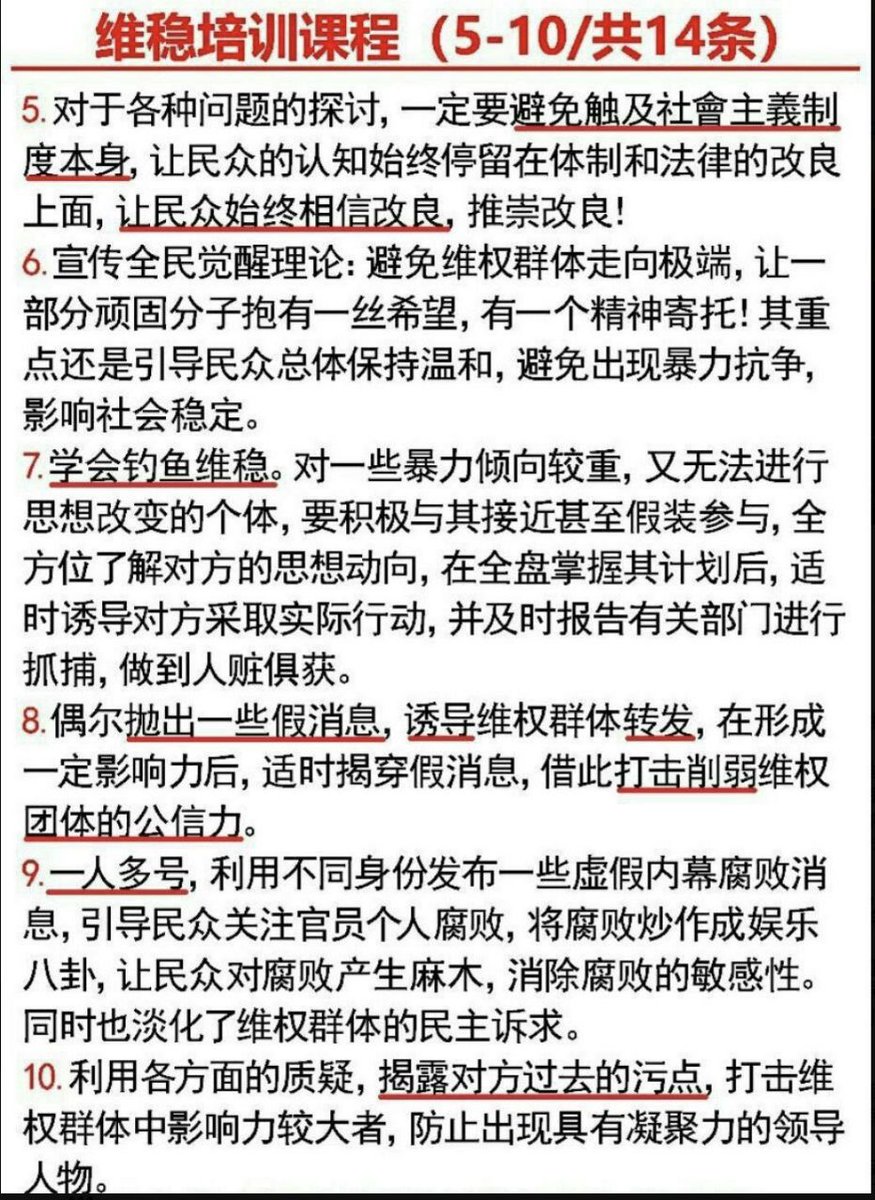 维稳培训课程（5-10/共14条）
5.对于各种问题的探讨，一定要避免触及社會主義制
度本身，让民众的认知始终停留在体制和法律的改良
上面，让民众始终相信改良，推崇改良！
6.宣传全民觉醒理论：避免维权群体走向极端，让一
部分顽固分子抱有一丝希望，有一个精神寄托！其重
点还是引导民众总体保持温和，避免出现暴力抗争，
影响社会稳定。
7.学会钓鱼维稳。对一些暴力倾向较重，又无法进行
思想改变的个体，要积极与其接近甚至假装参与，全
方位了解对方的思想动向，在全盘掌握其计划后，适
时诱导对方采取实际行动，并及时报告有关部门进行
抓捕，做到人赃俱获。
8.偶尔抛出一些假消息，诱导维权群体转发，在形成
一定影响力后，适时揭穿假消息，借此打击削弱维权
团体的公信力。
9.一人多号，利用不同身份发布一些虚假内幕腐败消
息，引导民众关注官员个人腐败，将腐败炒作成娱乐
八卦，让民众对腐败产生麻木，消除腐败的敏感性。
同时也淡化了维权群体的民主诉求。
10.利用各方面的质疑，揭露对方过去的污点，打击维
权群体中影响力较大者，防止出现具有凝聚力的领导
人物。